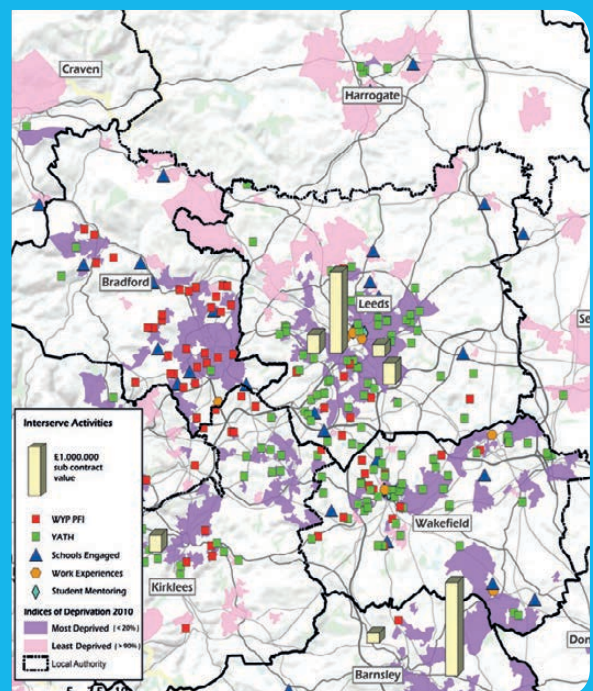 Craven
Harrogate
Bradford
Leeds
Se
Interserve Activities
£1.000.000
sub contract
value
WYP PFI
YATH
Schools Engaged
Work Experiences
Student Mentoring
Indices of Deprivation 2010
Most Deprived (<20%)
Least Deprived (>90%)
Local Authority
Wakefield
Kirklees
Barnsley
Don